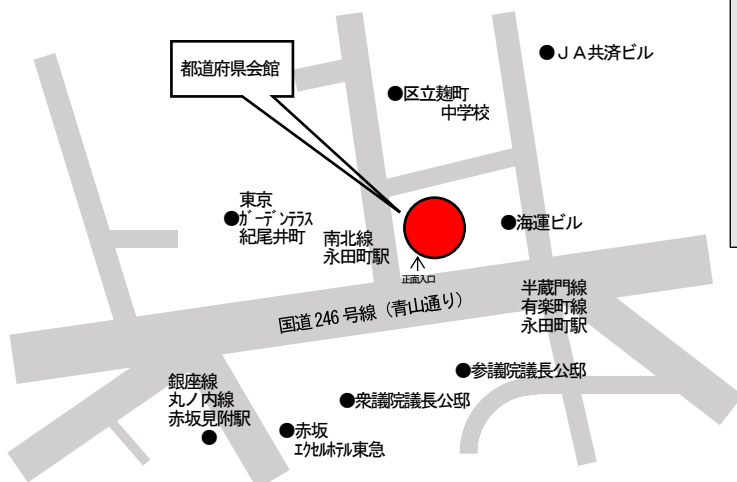 ＪＡ共済ビル
都道府県会館
区立麹町
中学校
東京
ｶﾞｰﾃﾞﾝﾃﾗｽ
紀尾井町
南北線
永田町駅
海運ビル
正面入口
半蔵門線
有楽町線
永田町駅
国道246号線（青山通り）
銀座線
丸ノ内線
赤坂見附駅
参議院議長公邸
衆議院議長公邸
赤坂
ｴｸｾﾙﾎﾃﾙ東急